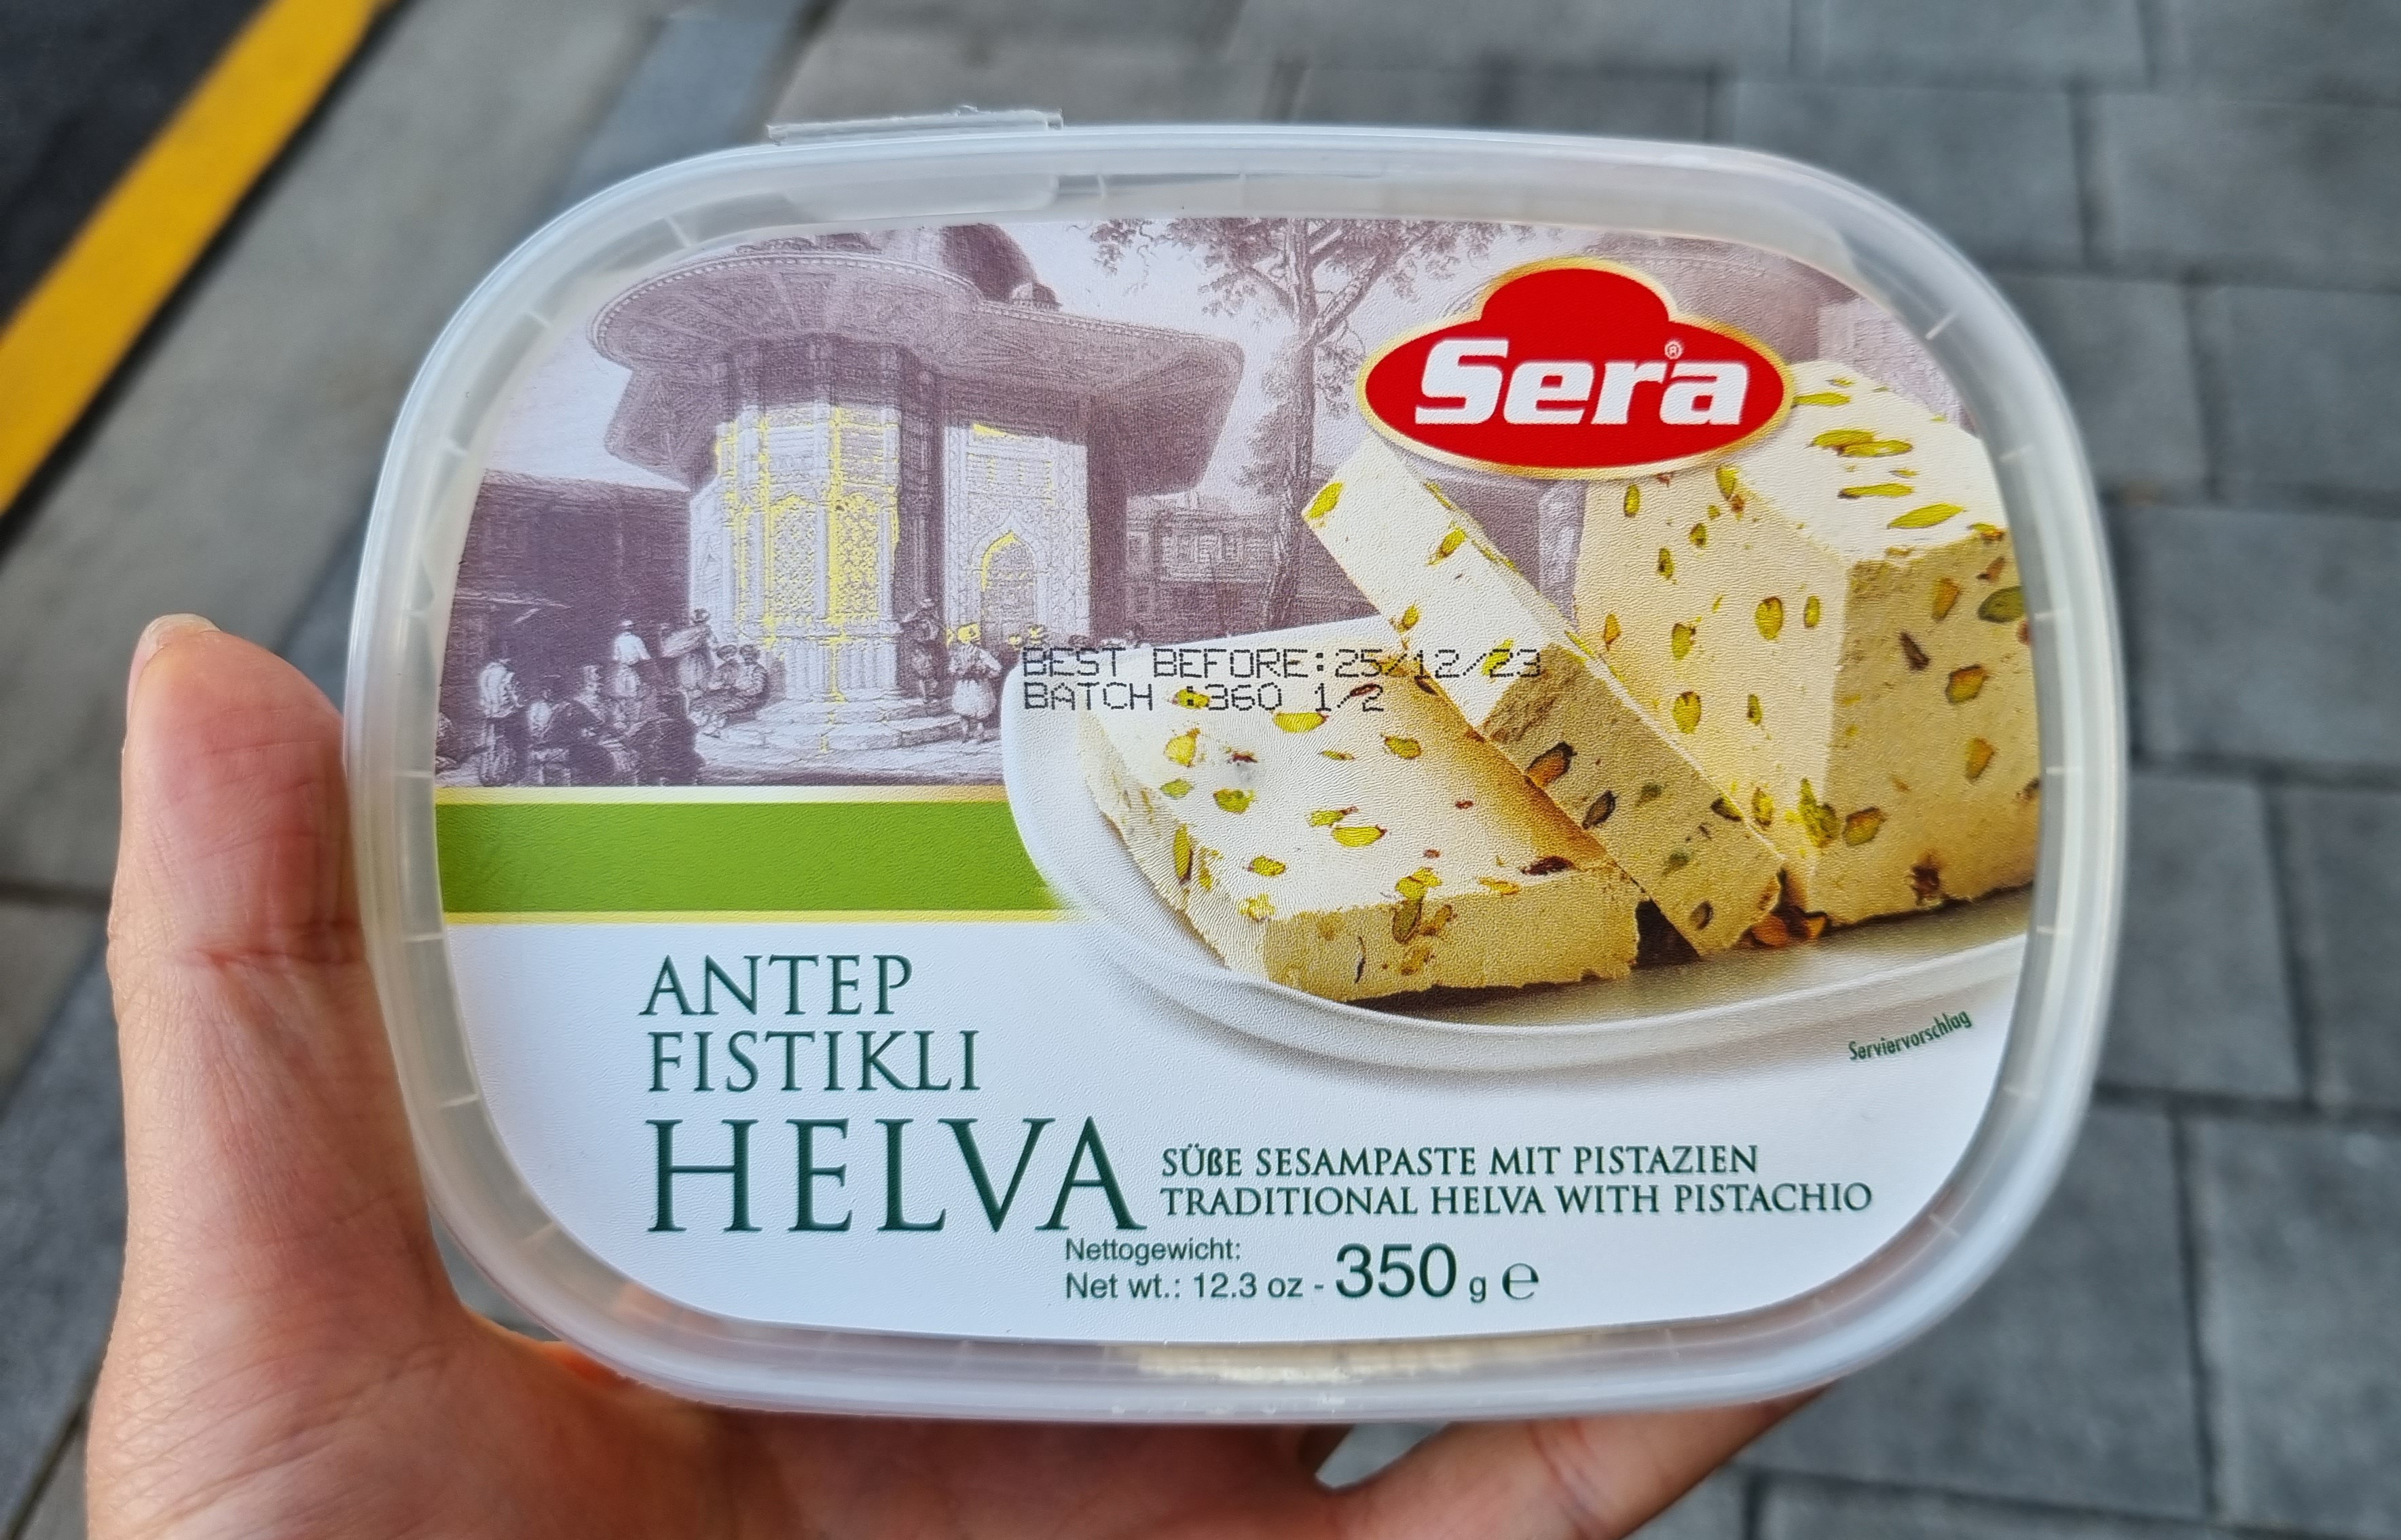 Sera®
BEST BEFORE:25/12/23
BATCH :360 1/2
Serviervorschlag
ANTEP
FISTIKLI
HELVA
SÜßE SESAMPASTE MIT PISTAZIEN
TRADITIONAL HELVA WITH PISTACHIO
Nettogewicht:
Net wt.: 12.3 oz - 350 g ℮